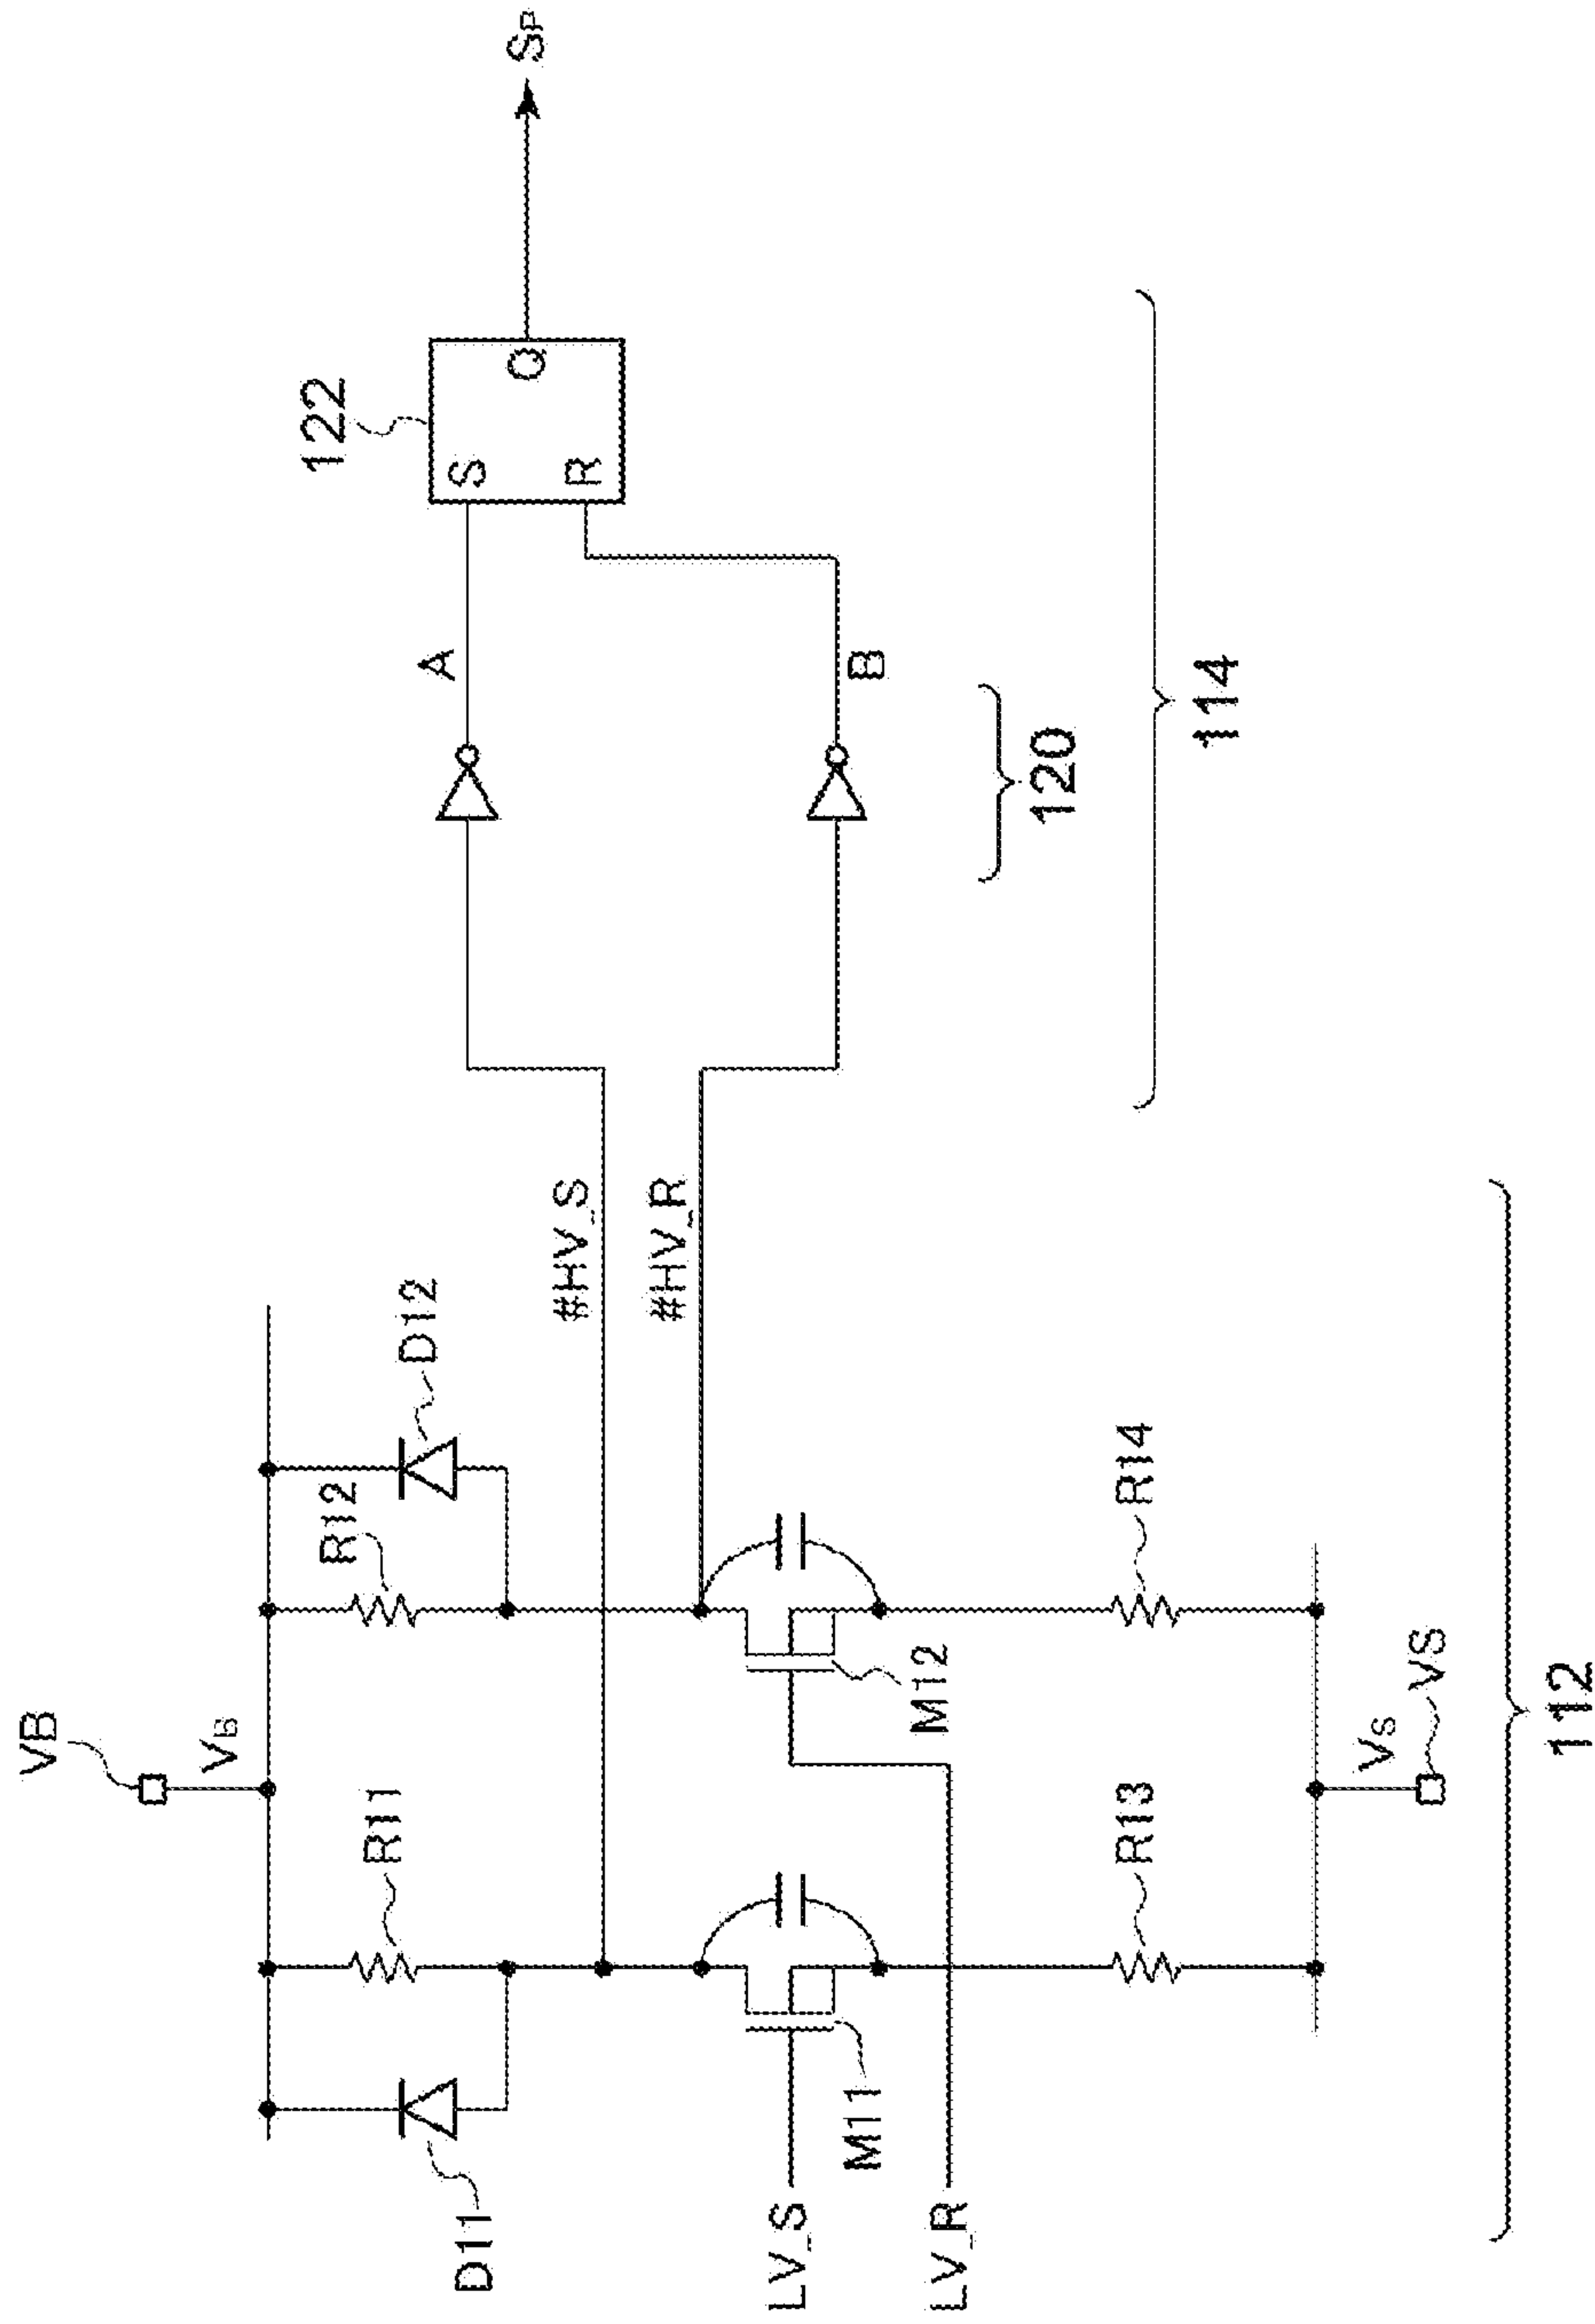 VB
VB
D11
R11
R12
D12
#HV_S
#HV_R
LV_S
LV_R
M11
M12
R13
R14
VS
VS
112
A
B
120
114
122
S
R
Q
SP